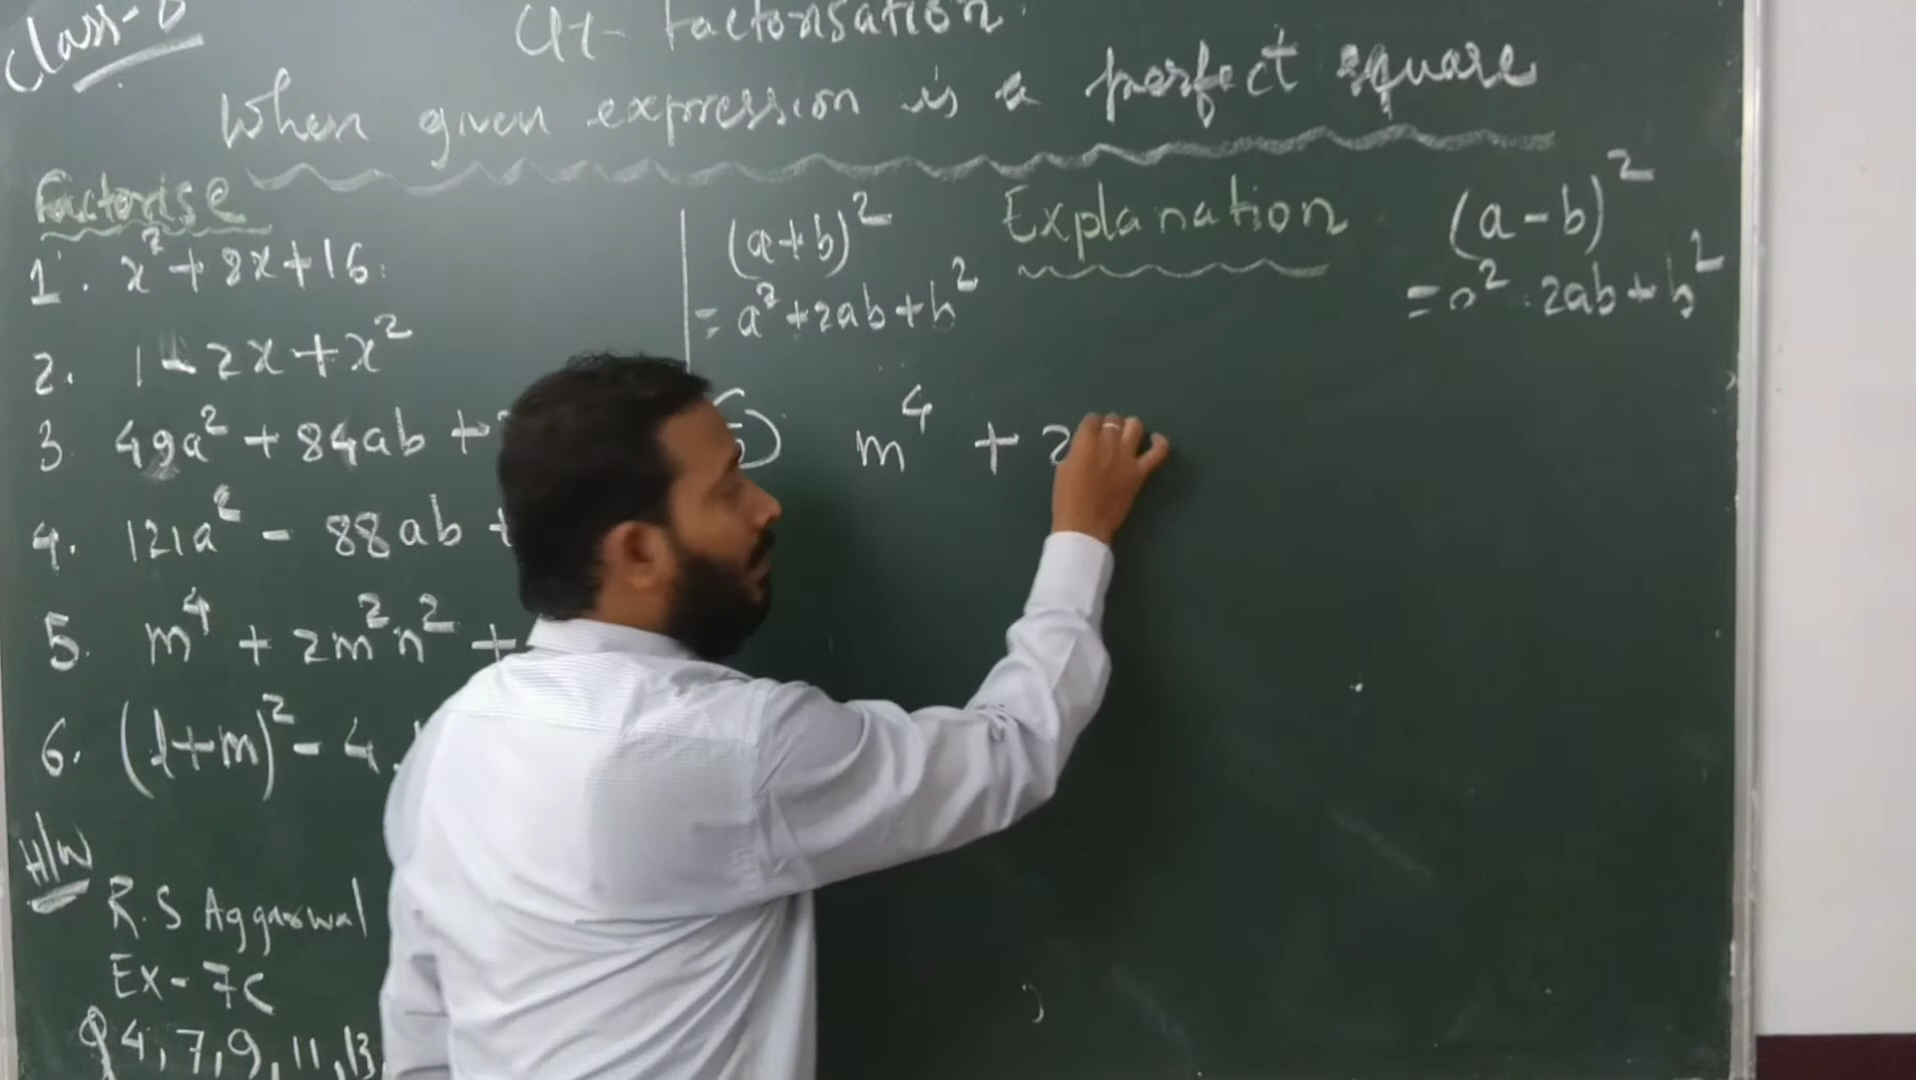 Class-8
Factorisation
When given expression is a perfect square
Factorise
1. x² + 8x + 16.
2. 1 - 2x + x²
3. 49a² + 84ab +
4. 121a² - 88ab +
5. m⁴ + 2m²n² +
6. (l+m)² - 4
H/W
R.S Aggarwal
Ex - 7C
Q 4, 7, 9, 11, 13
(a+b)²
= a² + 2ab + b²
Explanation
(a-b)²
= a² - 2ab + b²
5) m⁴ + 2